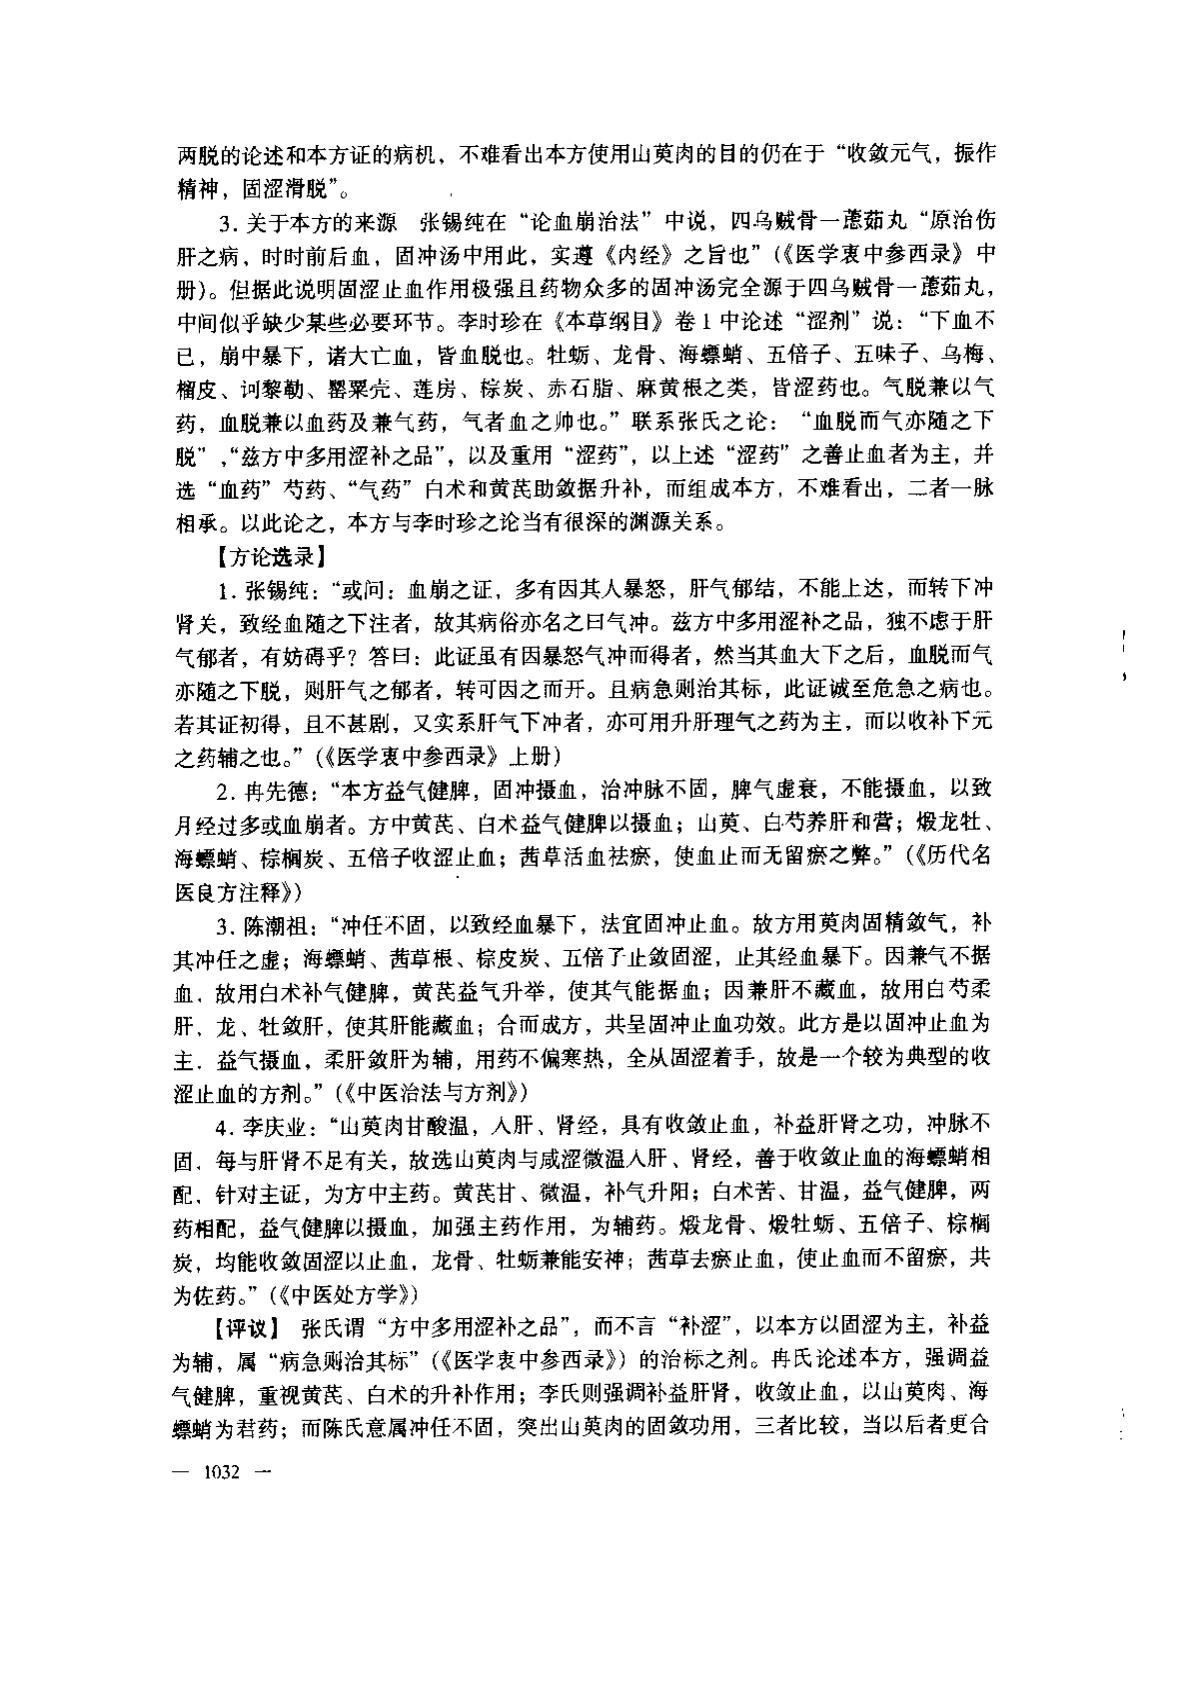 两脱的论述和本方证的病机，不难看出本方使用山萸肉的目的仍在于“收敛元气，振作
精神，固涩滑脱”。
3. 关于本方的来源　张锡纯在“论血崩治法”中说，四乌贼骨一藘茹丸“原治伤
肝之病，时时前后血，固冲汤中用此，实遵《内经》之旨也”(《医学衷中参西录》中
册)。但据此说明固涩止血作用极强且药物众多的固冲汤完全源于四乌贼骨一藘茹丸，
中间似乎缺少某些必要环节。李时珍在《本草纲目》卷1中论述“涩剂”说：“下血不
已，崩中暴下，诸大亡血，皆血脱也。牡蛎、龙骨、海螵蛸、五倍子、五味子、乌梅、
榴皮、诃黎勒、罂粟壳、莲房、棕炭、赤石脂、麻黄根之类，皆涩药也。气脱兼以气
药，血脱兼以血药及兼气药，气者血之帅也。”联系张氏之论：“血脱而气亦随之下
脱”，“兹方中多用涩补之品”，以及重用“涩药”，以上述“涩药”之善止血者为主，并
选“血药”芍药、“气药”白术和黄芪助敛据升补，而组成本方，不难看出，二者一脉
相承。以此论之，本方与李时珍之论当有很深的渊源关系。
【方论选录】
1. 张锡纯：“或问：血崩之证，多有因其人暴怒，肝气郁结，不能上达，而转下冲
肾关，致经血随之下注者，故其病俗亦名之曰气冲。兹方中多用涩补之品，独不虑于肝
气郁者，有妨碍乎？答曰：此证虽有因暴怒气冲而得者，然当其血大下之后，血脱而气
亦随之下脱，则肝气之郁者，转可因之而开。且病急则治其标，此证诚至危急之病也。
若其证初得，且不甚剧，又实系肝气下冲者，亦可用升肝理气之药为主，而以收补下元
之药辅之也。”(《医学衷中参西录》上册)
2. 冉先德：“本方益气健脾，固冲摄血，治冲脉不固，脾气虚衰，不能摄血，以致
月经过多或血崩者。方中黄芪、白术益气健脾以摄血；山萸、白芍养肝和营；煅龙牡、
海螵蛸、棕榈炭、五倍子收涩止血；茜草活血祛瘀，使血止而无留瘀之弊。”(《历代名
医良方注释》)
3. 陈潮祖：“冲任不固，以致经血暴下，法宜固冲止血。故方用萸肉固精敛气，补
其冲任之虚；海螵蛸、茜草根、棕皮炭、五倍子止敛固涩，止其经血暴下。因兼气不据
血，故用白术补气健脾，黄芪益气升举，使其气能据血；因兼肝不藏血，故用白芍柔
肝，龙、牡敛肝，使其肝能藏血；合而成方，共呈固冲止血功效。此方是以固冲止血为
主，益气摄血，柔肝敛肝为辅，用药不偏寒热，全从固涩着手，故是一个较为典型的收
涩止血的方剂。”(《中医治法与方剂》)
4. 李庆业：“山萸肉甘酸温，入肝、肾经，具有收敛止血，补益肝肾之功，冲脉不
固，每与肝肾不足有关，故选山萸肉与咸涩微温入肝、肾经，善于收敛止血的海螵蛸相
配，针对主证，为方中主药。黄芪甘、微温，补气升阳；白术苦、甘温，益气健脾，两
药相配，益气健脾以摄血，加强主药作用，为辅药。煅龙骨、煅牡蛎、五倍子、棕榈
炭，均能收敛固涩以止血，龙骨、牡蛎兼能安神；茜草去瘀止血，使止血而不留瘀，共
为佐药。”(《中医处方学》)
【评议】　张氏谓“方中多用涩补之品”，而不言“补涩”，以本方以固涩为主，补益
为辅，属“病急则治其标”(《医学衷中参西录》) 的治标之剂。冉氏论述本方，强调益
气健脾，重视黄芪、白术的升补作用；李氏则强调补益肝肾，收敛止血，以山萸肉、海
螵蛸为君药；而陈氏意属冲任不固，突出山萸肉的固敛功用，三者比较，当以后者更合
— 1032 —